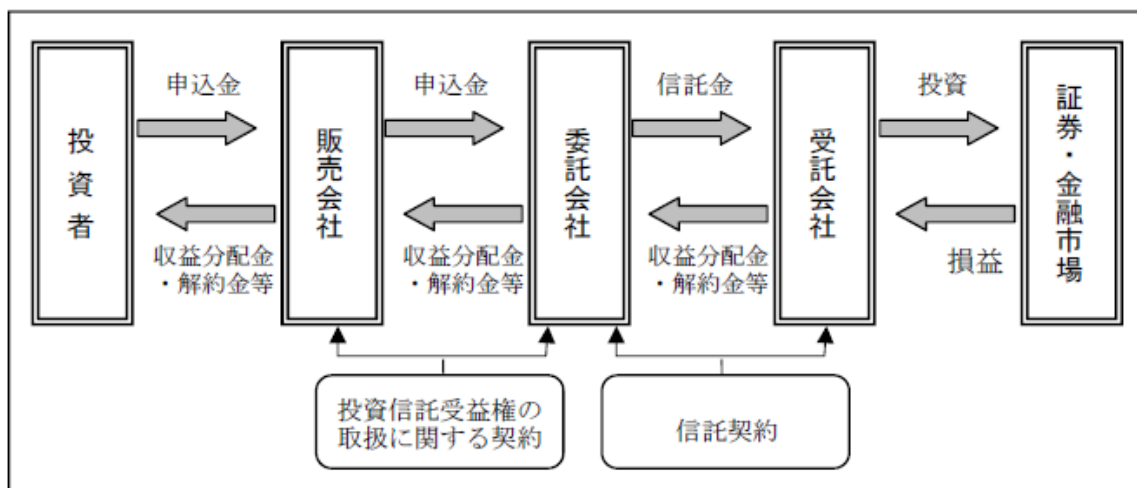 投資者
申込金
収益分配金
・解約金等
販売会社
申込金
収益分配金
・解約金等
委託会社
信託金
収益分配金
・解約金等
受託会社
投資
損益
証券・金融市場
投資信託受益権の
取扱に関する契約
信託契約